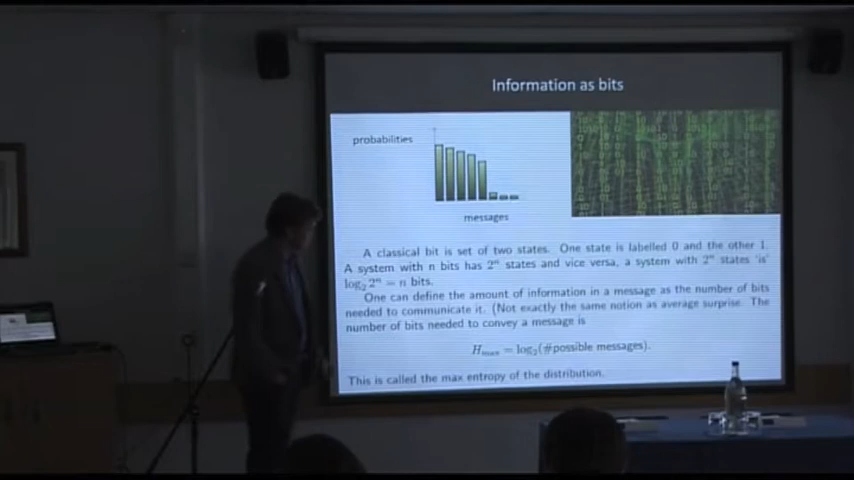 Information as bits
probabilities
messages
A classical bit is set of two states. One state is labelled 0 and the other 1.
A system with n bits has 2ⁿ states and vice versa, a system with 2ⁿ states 'is'
log₂ 2ⁿ = n bits.
One can define the amount of information in a message as the number of bits
needed to communicate it. (Not exactly the same notion as average surprise. The
number of bits needed to convey a message is
Hmax = log₂(#possible messages).
This is called the max entropy of the distribution.